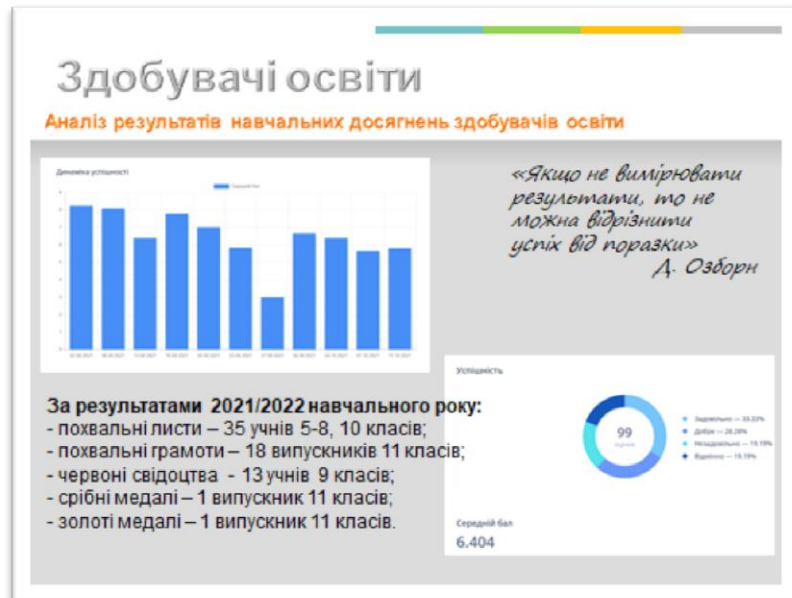 Здобувачі освіти
Аналіз результатів навчальних досягнень здобувачів освіти
Динаміка успішності
Середній бал
«Якщо не вимірювати
результати, то не
можна відрізнити
успіх від поразки»
Д. Озборн
За результатами 2021/2022 навчального року:
- похвальні листи – 35 учнів 5-8, 10 класів;
- похвальні грамоти – 18 випускників 11 класів;
- червоні свідоцтва - 13 учнів 9 класів;
- срібні медалі – 1 випускник 11 класів;
- золоті медалі – 1 випускник 11 класів.
Успішність
99
Задовільно — 33.33%
Добре — 28.28%
Незадовільно — 19.19%
Відмінно — 19.19%
Середній бал
6.404